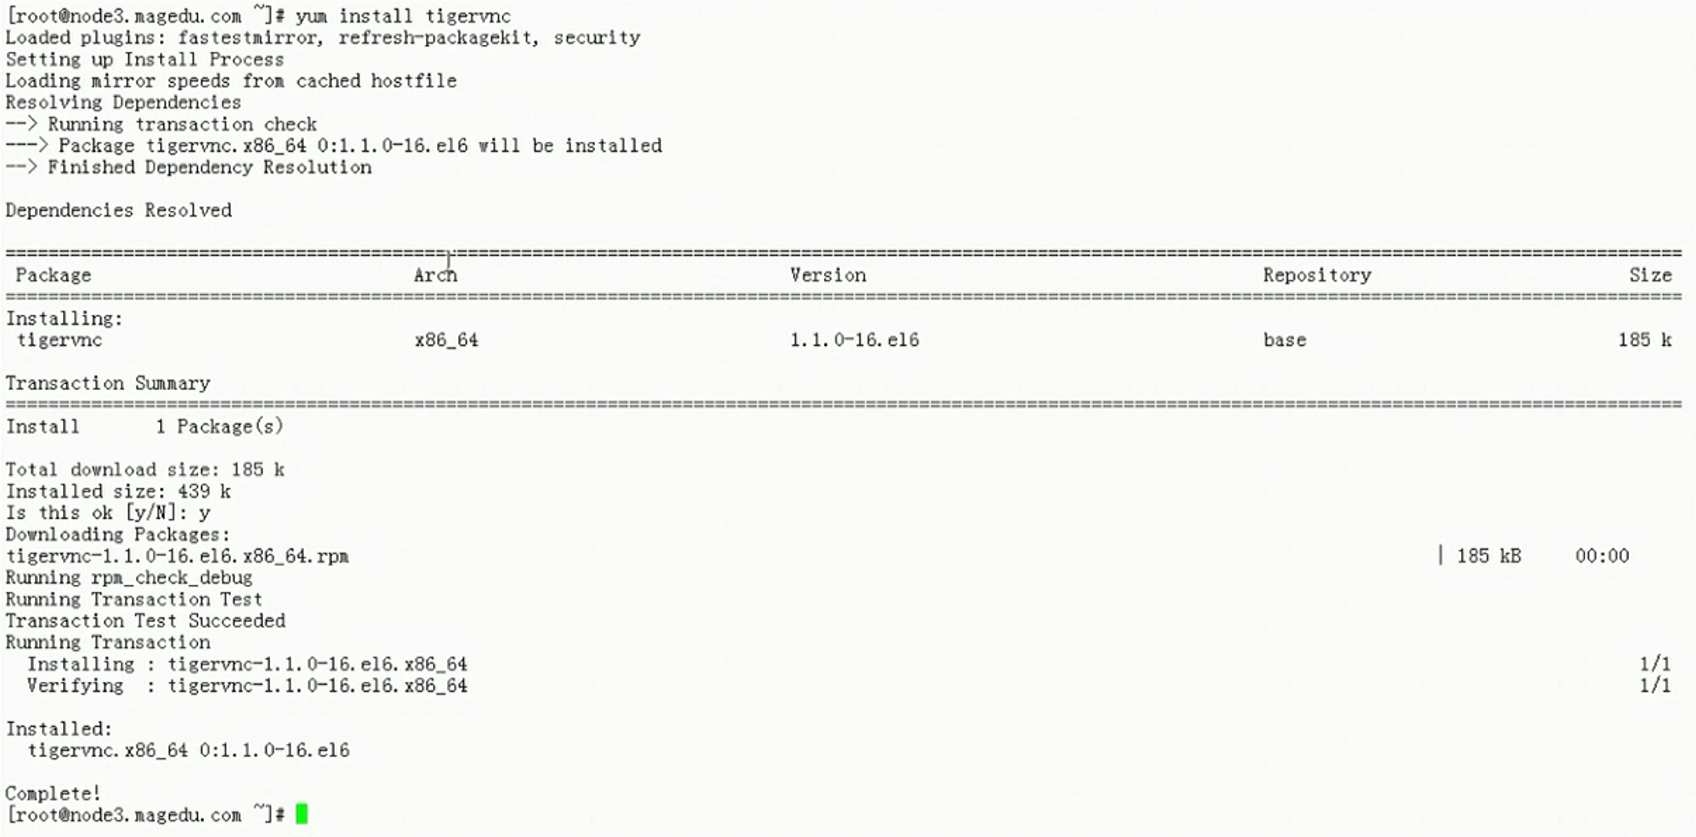 [root@node3.magedu.com ~]# yum install tigervnc
Loaded plugins: fastestmirror, refresh-packagekit, security
Setting up Install Process
Loading mirror speeds from cached hostfile
Resolving Dependencies
--> Running transaction check
---> Package tigervnc.x86_64 0:1.1.0-16.el6 will be installed
--> Finished Dependency Resolution
Dependencies Resolved
Package Arch Version Repository Size
Installing:
tigervnc x86_64 1.1.0-16.el6 base 185 k
Transaction Summary
Install 1 Package(s)
Total download size: 185 k
Installed size: 439 k
Is this ok [y/N]: y
Downloading Packages:
tigervnc-1.1.0-16.el6.x86_64.rpm | 185 kB 00:00
Running rpm_check_debug
Running Transaction Test
Transaction Test Succeeded
Running Transaction
Installing : tigervnc-1.1.0-16.el6.x86_64 1/1
Verifying : tigervnc-1.1.0-16.el6.x86_64 1/1
Installed:
tigervnc.x86_64 0:1.1.0-16.el6
Complete!
[root@node3.magedu.com ~]#